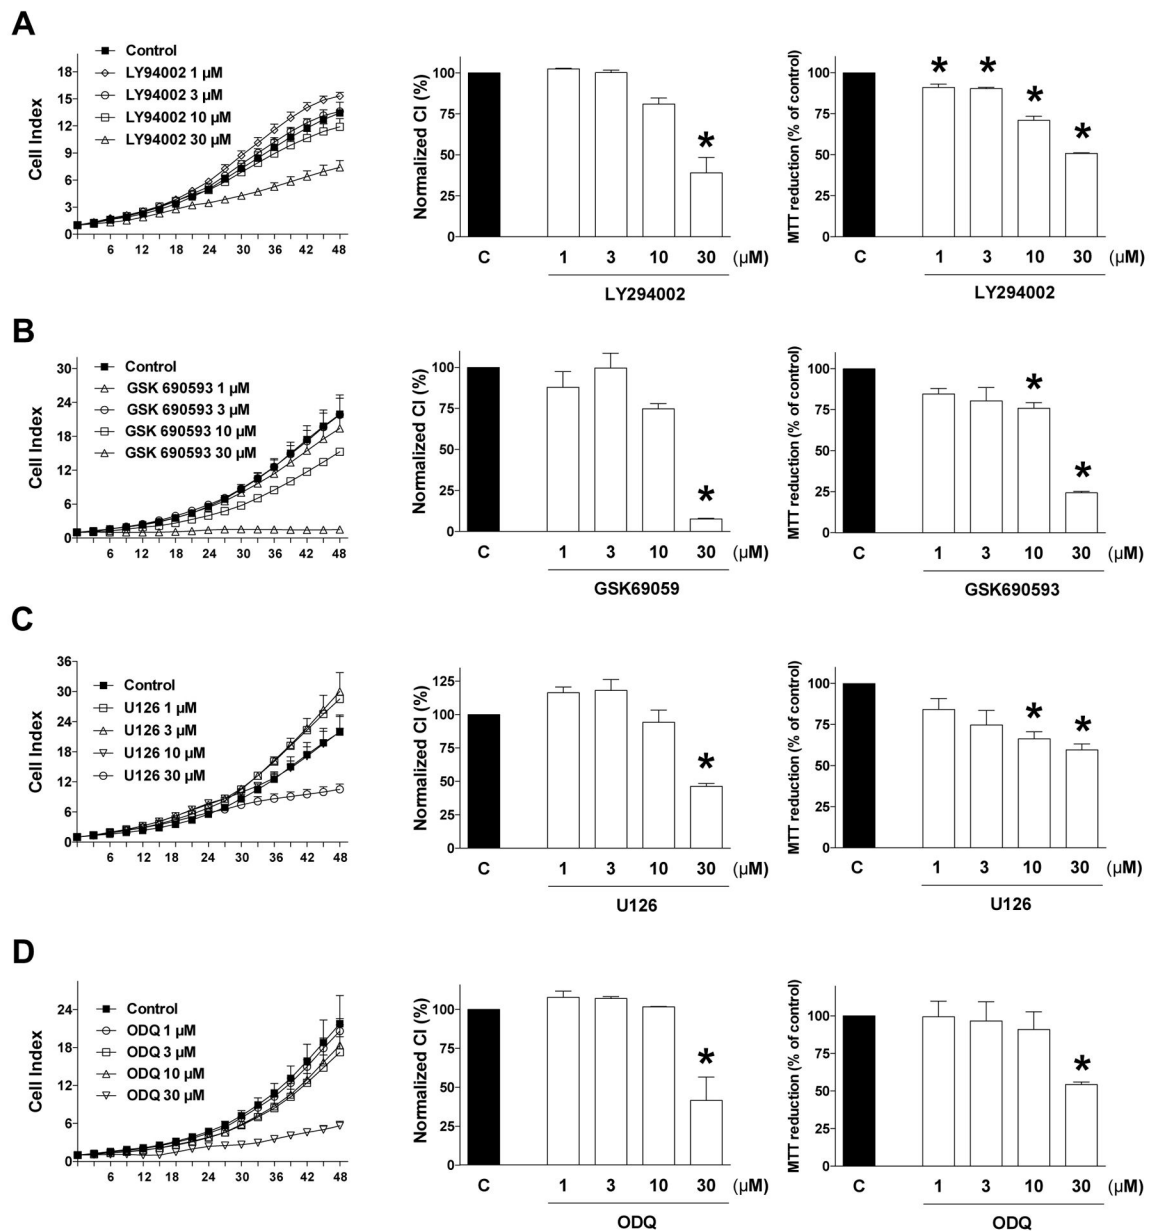 A
Cell Index
18
15
12
9
6
3
0
Control
LY94002 1 µM
LY94002 3 µM
LY94002 10 µM
LY94002 30 µM
6 12 18 24 30 36 42 48
Normalized CI (%)
100
75
50
25
0
*
C 1 3 10 30 (µM)
LY294002
MTT reduction (% of control)
100
75
50
25
0
* * * *
C 1 3 10 30 (µM)
LY294002
B
Cell Index
30
24
18
12
6
0
Control
GSK 690593 1 µM
GSK 690593 3 µM
GSK 690593 10 µM
GSK 690593 30 µM
6 12 18 24 30 36 42 48
Normalized CI (%)
100
75
50
25
0
*
C 1 3 10 30 (µM)
GSK69059
MTT reduction (% of control)
100
75
50
25
0
* *
C 1 3 10 30 (µM)
GSK690593
C
Cell Index
36
30
24
18
12
6
0
Control
U126 1 µM
U126 3 µM
U126 10 µM
U126 30 µM
6 12 18 24 30 36 42 48
Normalized CI (%)
125
100
75
50
25
0
*
C 1 3 10 30 (µM)
U126
MTT reduction (% of control)
100
75
50
25
0
* *
C 1 3 10 30 (µM)
U126
D
Cell Index
24
18
12
6
0
Control
ODQ 1 µM
ODQ 3 µM
ODQ 10 µM
ODQ 30 µM
6 12 18 24 30 36 42 48
Normalized CI (%)
100
75
50
25
0
*
C 1 3 10 30 (µM)
ODQ
MTT reduction (% of control)
100
75
50
25
0
*
C 1 3 10 30 (µM)
ODQ